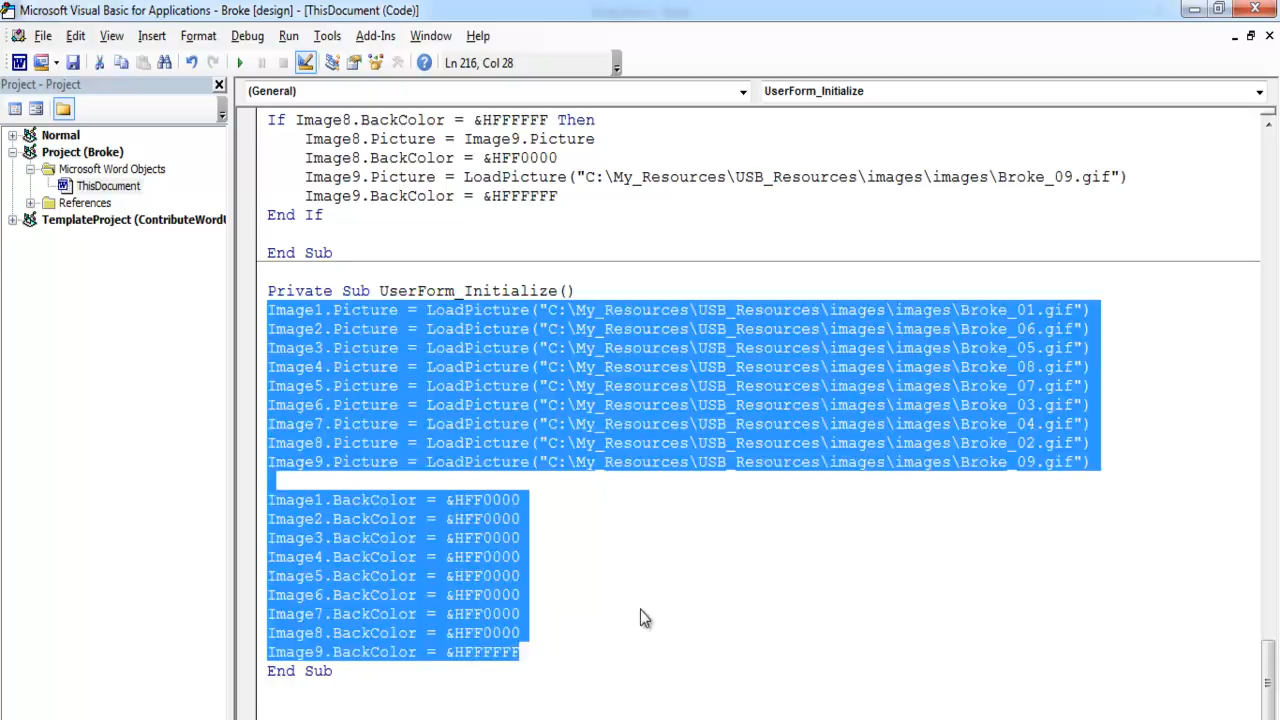 Microsoft Visual Basic for Applications - Broke [design] - [ThisDocument (Code)]
File Edit View Insert Format Debug Run Tools Add-Ins Window Help
Ln 216, Col 28
Project - Project
(General) UserForm_Initialize
Normal
Project (Broke)
Microsoft Word Objects
ThisDocument
References
TemplateProject (ContributeWordU
If Image8.BackColor = &HFFFFFF Then
Image8.Picture = Image9.Picture
Image8.BackColor = &HFF0000
Image9.Picture = LoadPicture("C:\My_Resources\USB_Resources\images\images\Broke_09.gif")
Image9.BackColor = &HFFFFFF
End If
End Sub
Private Sub UserForm_Initialize()
Image1.Picture = LoadPicture("C:\My_Resources\USB_Resources\images\images\Broke_01.gif")
Image2.Picture = LoadPicture("C:\My_Resources\USB_Resources\images\images\Broke_06.gif")
Image3.Picture = LoadPicture("C:\My_Resources\USB_Resources\images\images\Broke_05.gif")
Image4.Picture = LoadPicture("C:\My_Resources\USB_Resources\images\images\Broke_08.gif")
Image5.Picture = LoadPicture("C:\My_Resources\USB_Resources\images\images\Broke_07.gif")
Image6.Picture = LoadPicture("C:\My_Resources\USB_Resources\images\images\Broke_03.gif")
Image7.Picture = LoadPicture("C:\My_Resources\USB_Resources\images\images\Broke_04.gif")
Image8.Picture = LoadPicture("C:\My_Resources\USB_Resources\images\images\Broke_02.gif")
Image9.Picture = LoadPicture("C:\My_Resources\USB_Resources\images\images\Broke_09.gif")
Image1.BackColor = &HFF0000
Image2.BackColor = &HFF0000
Image3.BackColor = &HFF0000
Image4.BackColor = &HFF0000
Image5.BackColor = &HFF0000
Image6.BackColor = &HFF0000
Image7.BackColor = &HFF0000
Image8.BackColor = &HFF0000
Image9.BackColor = &HFFFFFF
End Sub